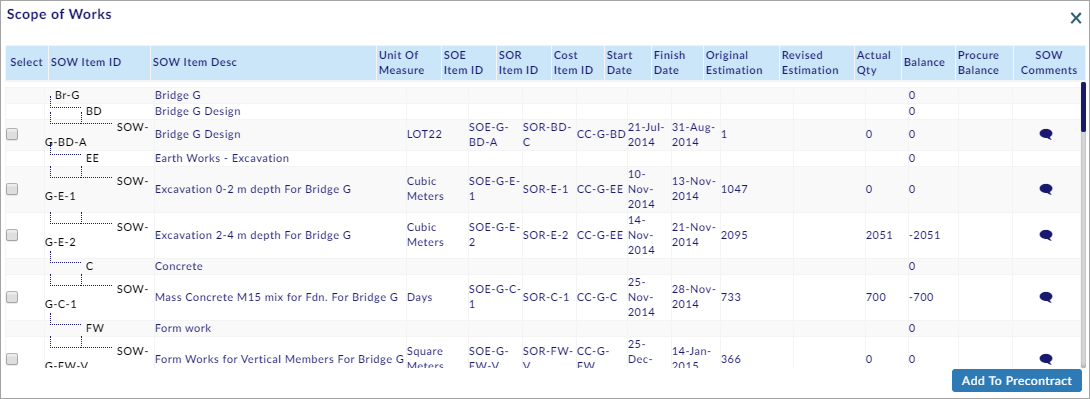 Scope of Works
Select SOW Item ID SOW Item Desc Unit Of Measure SOE Item ID SOR Item ID Cost Item ID Start Date Finish Date Original Estimation Revised Estimation Actual Qty Balance Procure Balance SOW Comments
Br-G Bridge G 0
BD Bridge G Design 0
SOW-G-BD-A Bridge G Design LOT22 SOE-G-BD-A SOR-BD-C CC-G-BD 21-Jul-2014 31-Aug-2014 1 0 0
EE Earth Works - Excavation 0
SOW-G-E-1 Excavation 0-2 m depth For Bridge G Cubic Meters SOE-G-E-1 SOR-E-1 CC-G-EE 10-Nov-2014 13-Nov-2014 1047 0 0
SOW-G-E-2 Excavation 2-4 m depth For Bridge G Cubic Meters SOE-G-E-2 SOR-E-2 CC-G-EE 14-Nov-2014 21-Nov-2014 2095 2051 -2051
C Concrete 0
SOW-G-C-1 Mass Concrete M15 mix for Fdn. For Bridge G Days SOE-G-C-1 SOR-C-1 CC-G-C 25-Nov-2014 28-Nov-2014 733 700 -700
FW Form work 0
SOW-G-FW-V Form Works for Vertical Members For Bridge G Square Meters SOE-G-FW-V SOR-FW-V CC-G-FW 25-Dec- 14-Jan-2015 366 0 0
Add To Precontract